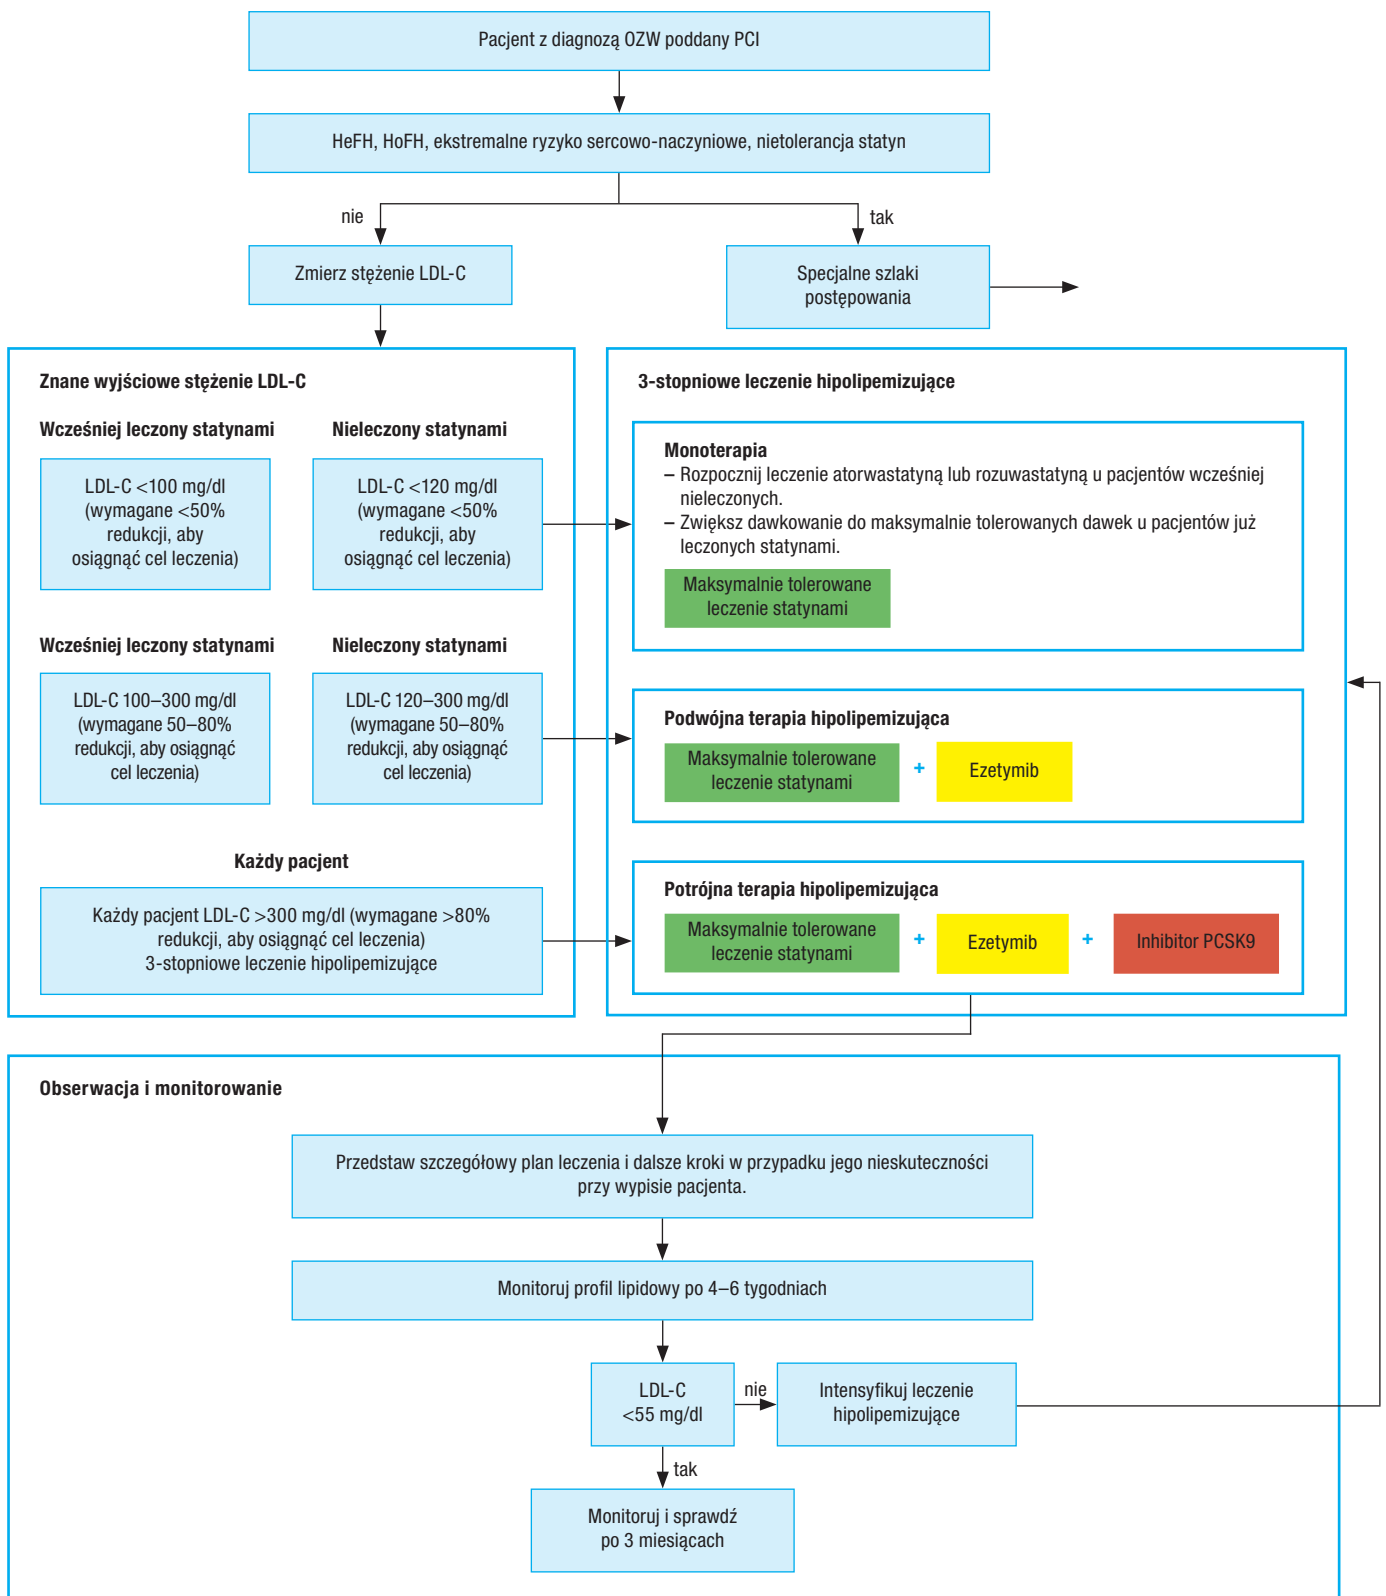 Pacjent z diagnozą OZW poddany PCI
HeFH, HoFH, ekstremalne ryzyko sercowo-naczyniowe, nietolerancja statyn
nie
tak
Zmierz stężenie LDL-C
Specjalne szlaki
postępowania
Znane wyjściowe stężenie LDL-C
Wcześniej leczony statynami
Nieleczony statynami
LDL-C <100 mg/dl
(wymagane <50%
redukcji, aby
osiągnąć cel leczenia)
LDL-C <120 mg/dl
(wymagane <50%
redukcji, aby
osiągnąć cel leczenia)
Wcześniej leczony statynami
Nieleczony statynami
LDL-C 100–300 mg/dl
(wymagane 50–80%
redukcji, aby osiągnąć
cel leczenia)
LDL-C 120–300 mg/dl
(wymagane 50–80%
redukcji, aby osiągnąć
cel leczenia)
Każdy pacjent
Każdy pacjent LDL-C >300 mg/dl (wymagane >80%
redukcji, aby osiągnąć cel leczenia)
3-stopniowe leczenie hipolipemizujące
3-stopniowe leczenie hipolipemizujące
Monoterapia
– Rozpocznij leczenie atorwastatyną lub rozuwastatyną u pacjentów wcześniej
nieleczonych.
– Zwiększ dawkowanie do maksymalnie tolerowanych dawek u pacjentów już
leczonych statynami.
Maksymalnie tolerowane
leczenie statynami
Podwójna terapia hipolipemizująca
Maksymalnie tolerowane
leczenie statynami
+
Ezetymib
Potrójna terapia hipolipemizująca
Maksymalnie tolerowane
leczenie statynami
+
Ezetymib
+
Inhibitor PCSK9
Obserwacja i monitorowanie
Przedstaw szczegółowy plan leczenia i dalsze kroki w przypadku jego nieskuteczności
przy wypisie pacjenta.
Monitoruj profil lipidowy po 4–6 tygodniach
LDL-C
<55 mg/dl
nie
Intensyfikuj leczenie
hipolipemizujące
tak
Monitoruj i sprawdź
po 3 miesiącach